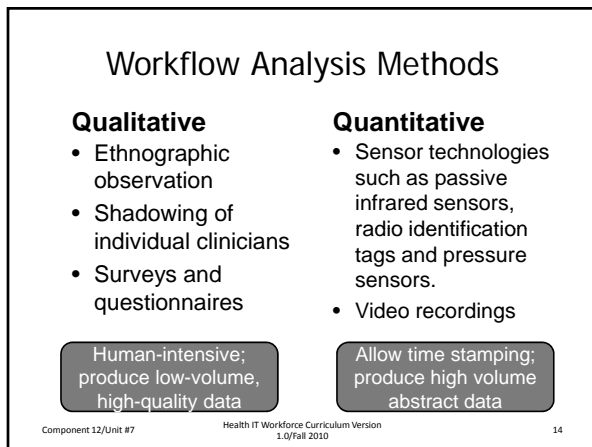 Workflow Analysis Methods
Qualitative
• Ethnographic
observation
• Shadowing of
individual clinicians
• Surveys and
questionnaires
Human-intensive;
produce low-volume,
high-quality data
Quantitative
• Sensor technologies
such as passive
infrared sensors,
radio identification
tags and pressure
sensors.
• Video recordings
Allow time stamping;
produce high volume
abstract data
Component 12/Unit #7
Health IT Workforce Curriculum Version
1.0/Fall 2010
14